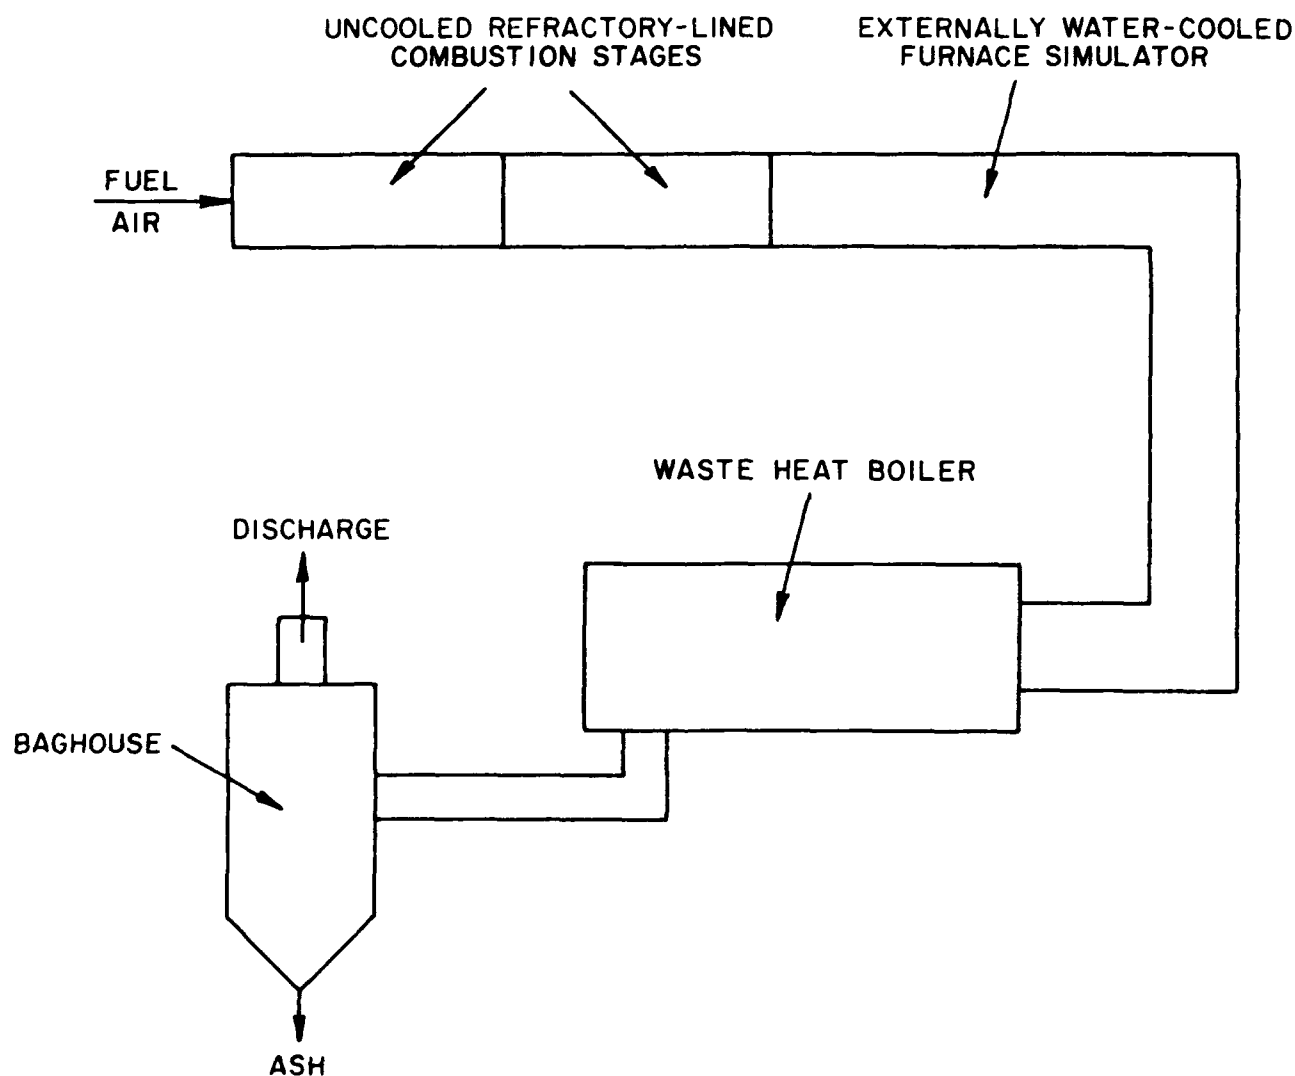 UNCOOLED REFRACTORY-LINED
COMBUSTION STAGES
EXTERNALLY WATER-COOLED
FURNACE SIMULATOR
FUEL
AIR
WASTE HEAT BOILER
DISCHARGE
BAGHOUSE
ASH